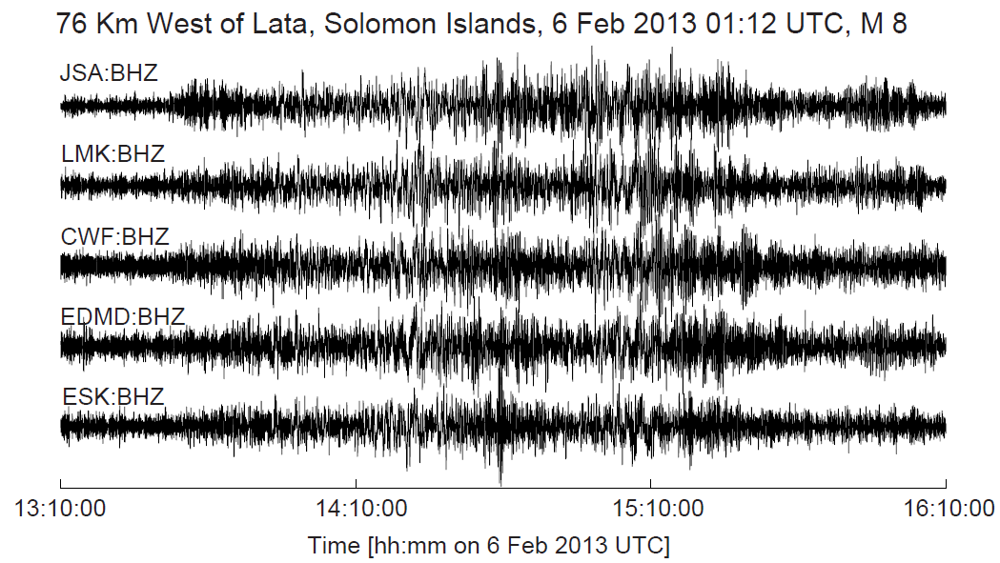 76 Km West of Lata, Solomon Islands, 6 Feb 2013 01:12 UTC, M 8
JSA:BHZ
LMK:BHZ
CWF:BHZ
EDMD:BHZ
ESK:BHZ
13:10:00 14:10:00 15:10:00 16:10:00
Time [hh:mm on 6 Feb 2013 UTC]